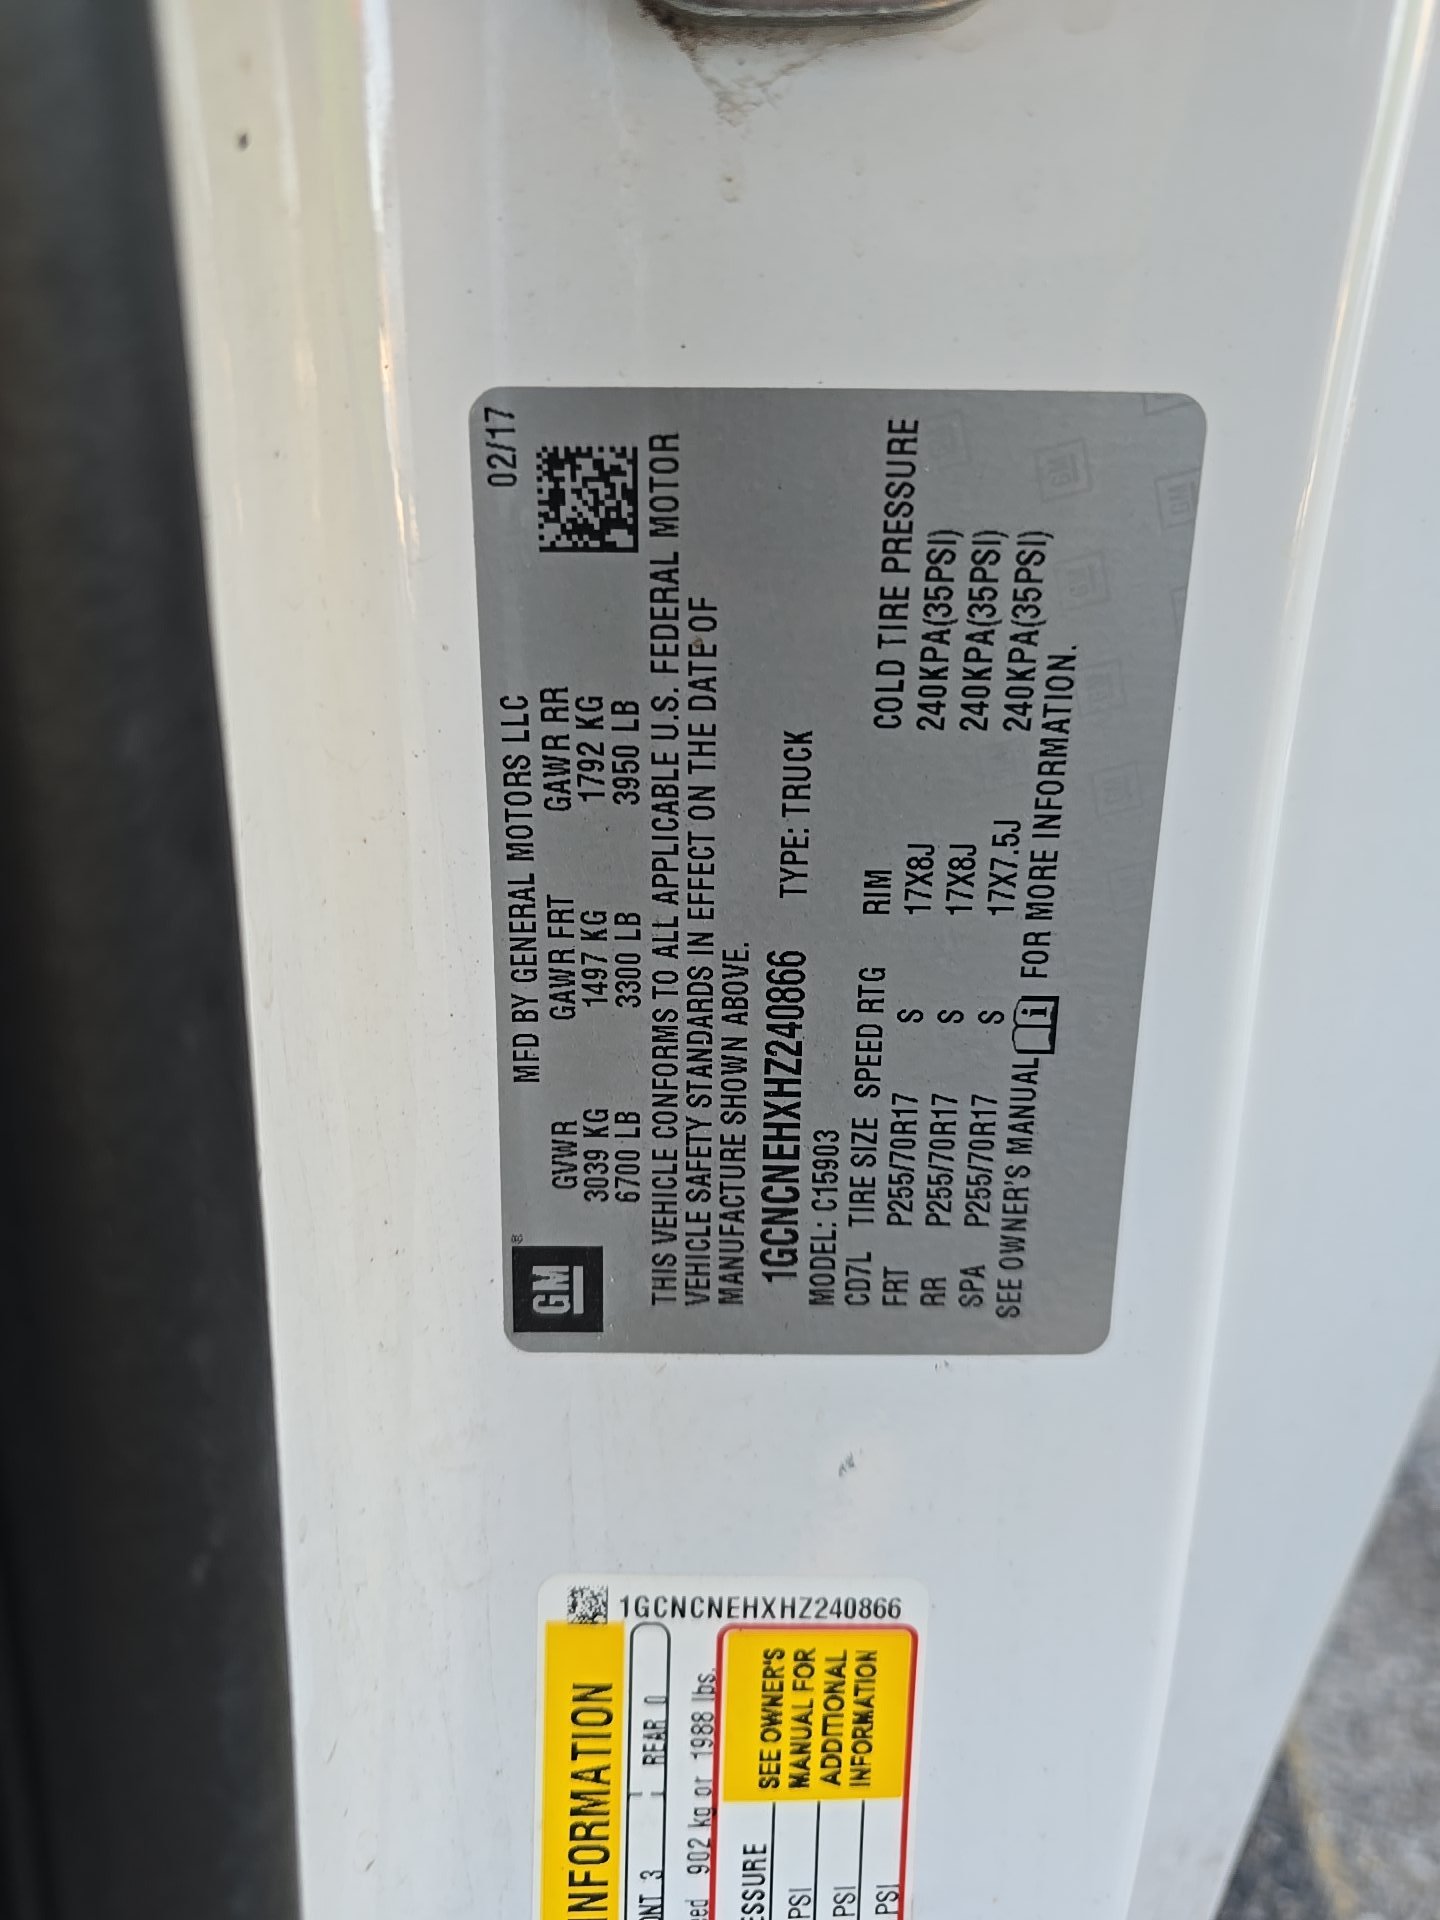 GM ®
MFD BY GENERAL MOTORS LLC 02/17
GVWR GAWR FRT GAWR RR
3039 KG 1497 KG 1792 KG
6700 LB 3300 LB 3950 LB
THIS VEHICLE CONFORMS TO ALL APPLICABLE U.S. FEDERAL MOTOR
VEHICLE SAFETY STANDARDS IN EFFECT ON THE DATE OF
MANUFACTURE SHOWN ABOVE.
1GCNCNEHXHZ240866 TYPE: TRUCK
MODEL: C15903
CD7L TIRE SIZE SPEED RTG RIM COLD TIRE PRESSURE
FRT P255/70R17 S 17X8J 240KPA(35PSI)
RR P255/70R17 S 17X8J 240KPA(35PSI)
SPA P255/70R17 S 17X7.5J 240KPA(35PSI)
SEE OWNER'S MANUAL FOR MORE INFORMATION.
1GCNCNEHXHZ240866
INFORMATION
ONT 3 REAR 0
eed 902 kg or 1988 lbs.
ESSURE
PSI
PSI
PSI
SEE OWNER'S
MANUAL FOR
ADDITIONAL
INFORMATION